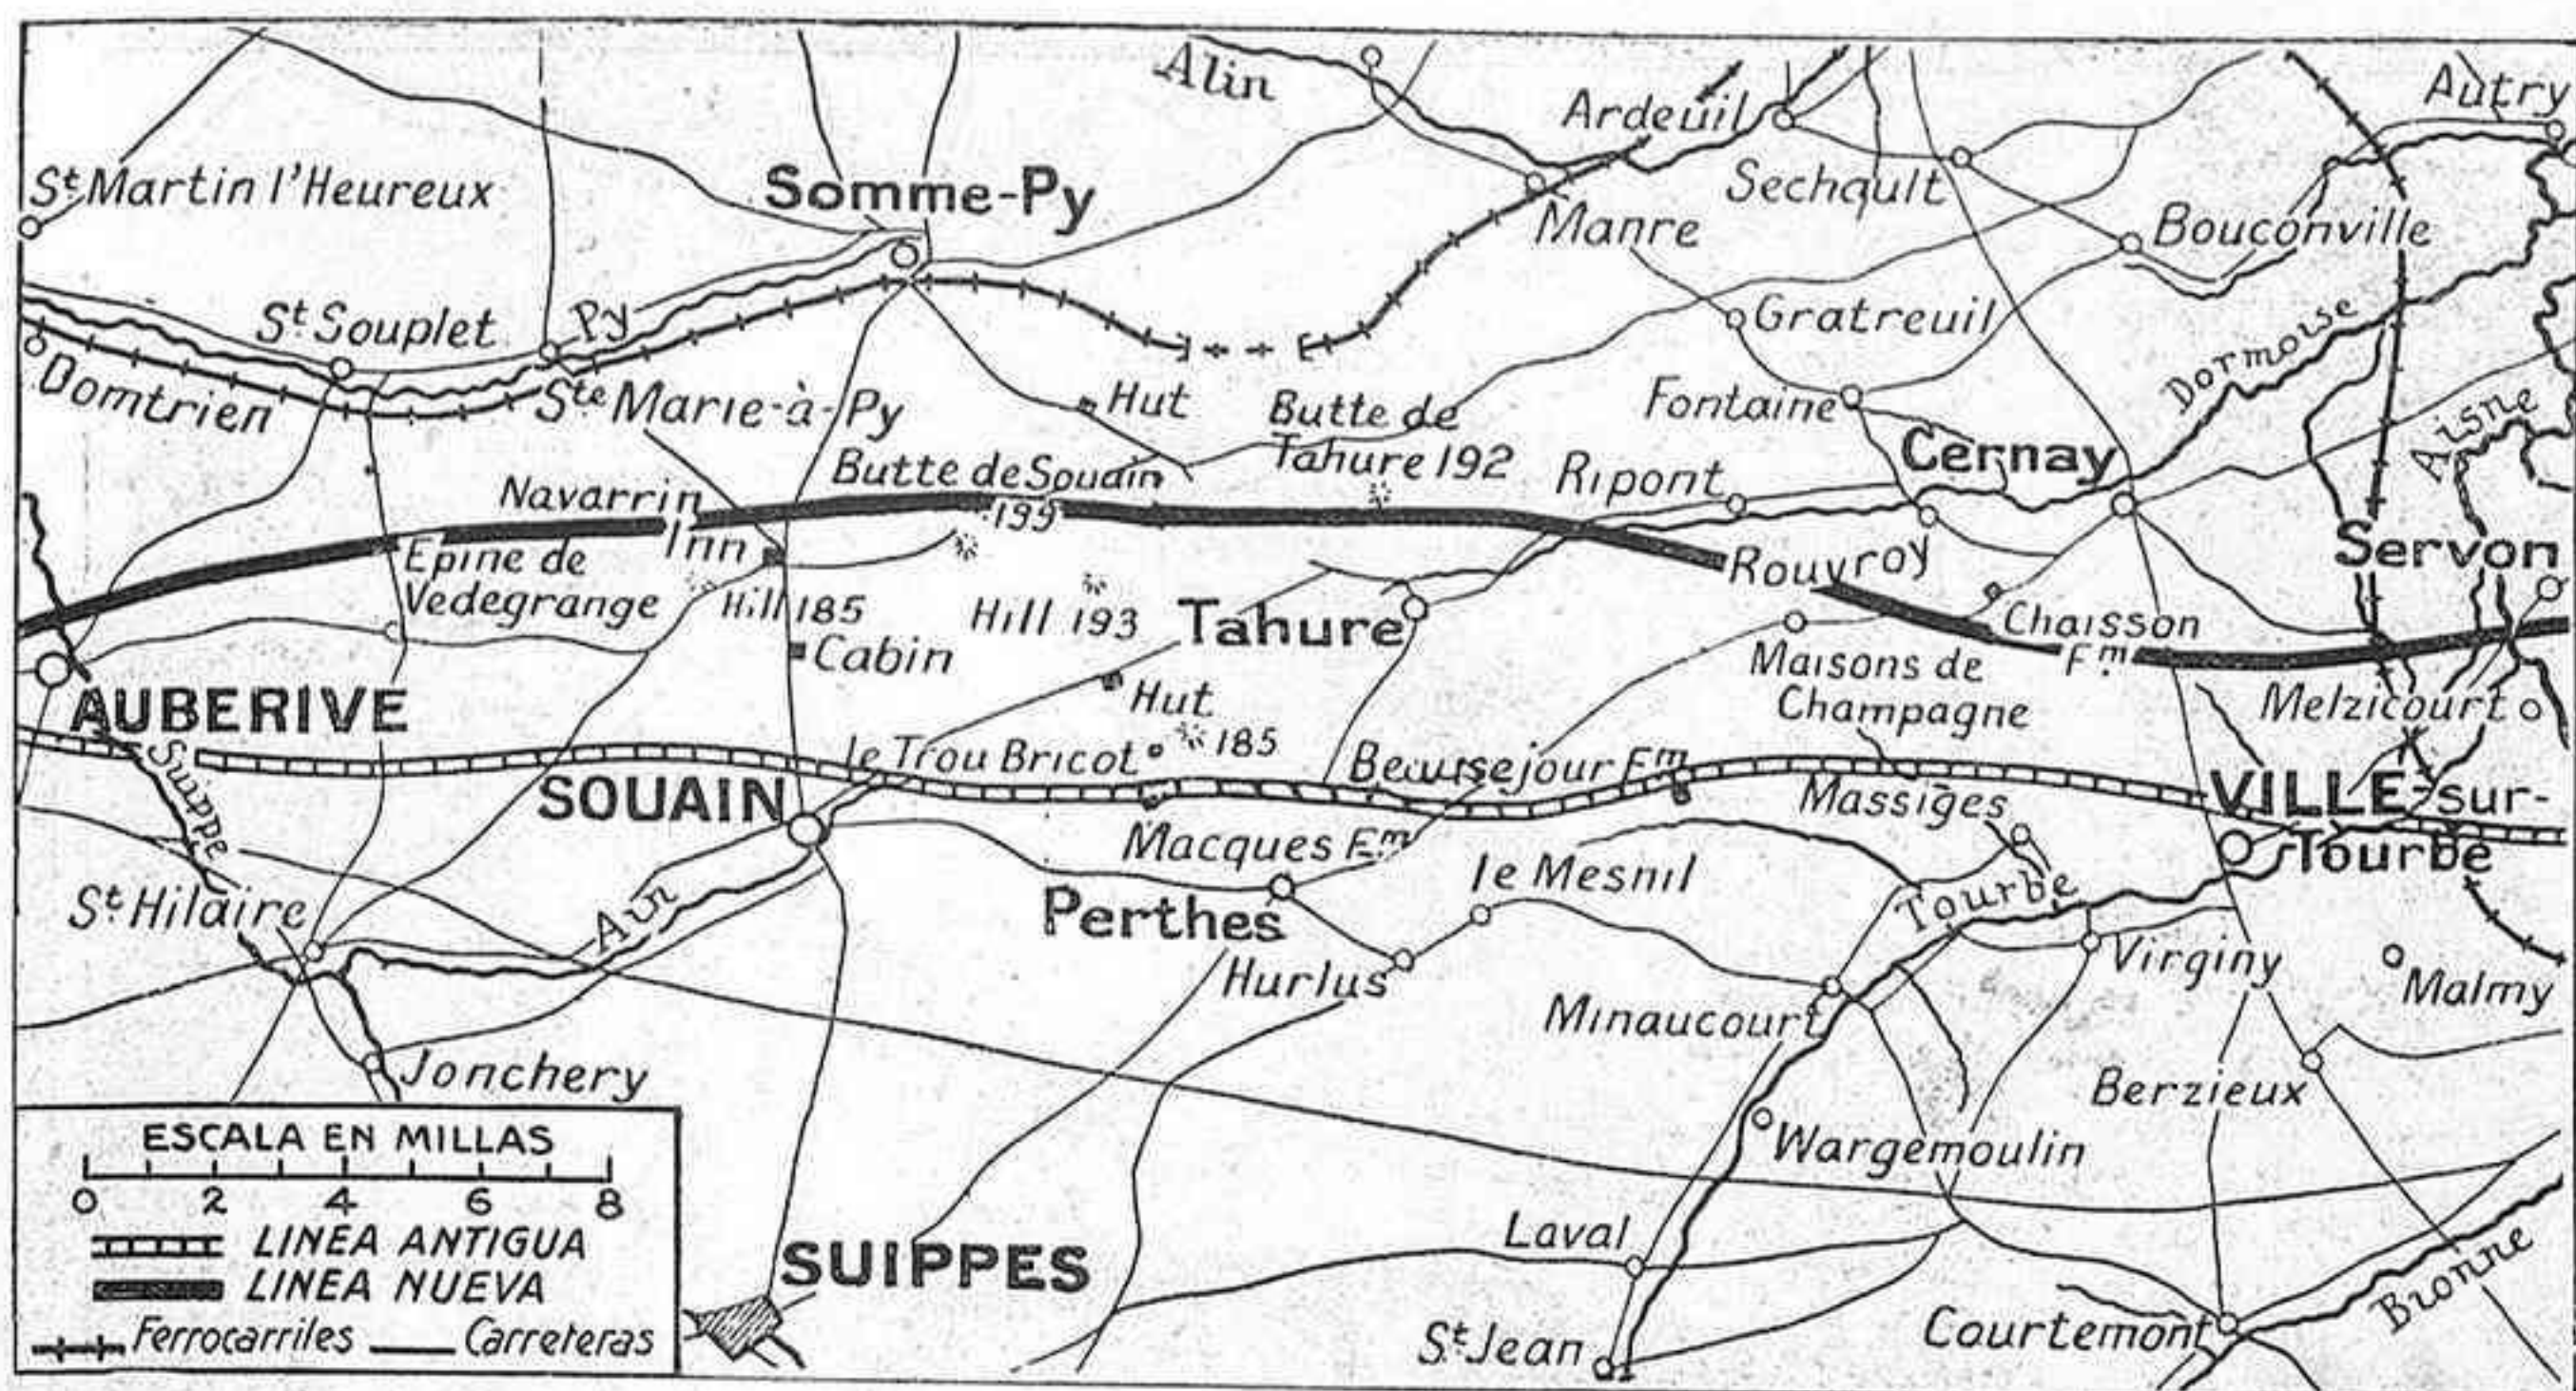 Alin
Autry
Ardeuil
St Martin l'Heureux
Somme-Py
Sechault
Manre
Bouconville
St Souplet
Py
Gratreuil
Dormoise
Domtrien
Ste Marie-à-Py
Hut
Butte de
Tahure 192
Fontaine
Aisne
Cernay
Butte de Souain
199
Ripont
Navarrin
Inn
Servon
Epine de
Vedegrange
Rouvroy
Hill 185
Hill 193
Tahure
Chaisson
Fm
Cabin
Maisons de
Champagne
AUBERIVE
Hut
Melzicourt
Suippe
le Trou Bricot
185
Beausejour Fm
SOUAIN
Massiges
VILLE-sur-
Tourbe
Macques Fm
le Mesnil
St Hilaire
Ain
Perthes
Tourbe
Hurlus
Virginy
Malmy
Minaucourt
Jonchery
Berzieux
Wargemoulin
ESCALA EN MILLAS
0 2 4 6 8
LINEA ANTIGUA
LINEA NUEVA
Ferrocarriles Carreteras
SUIPPES
Laval
St Jean
Courtemont
Bionne